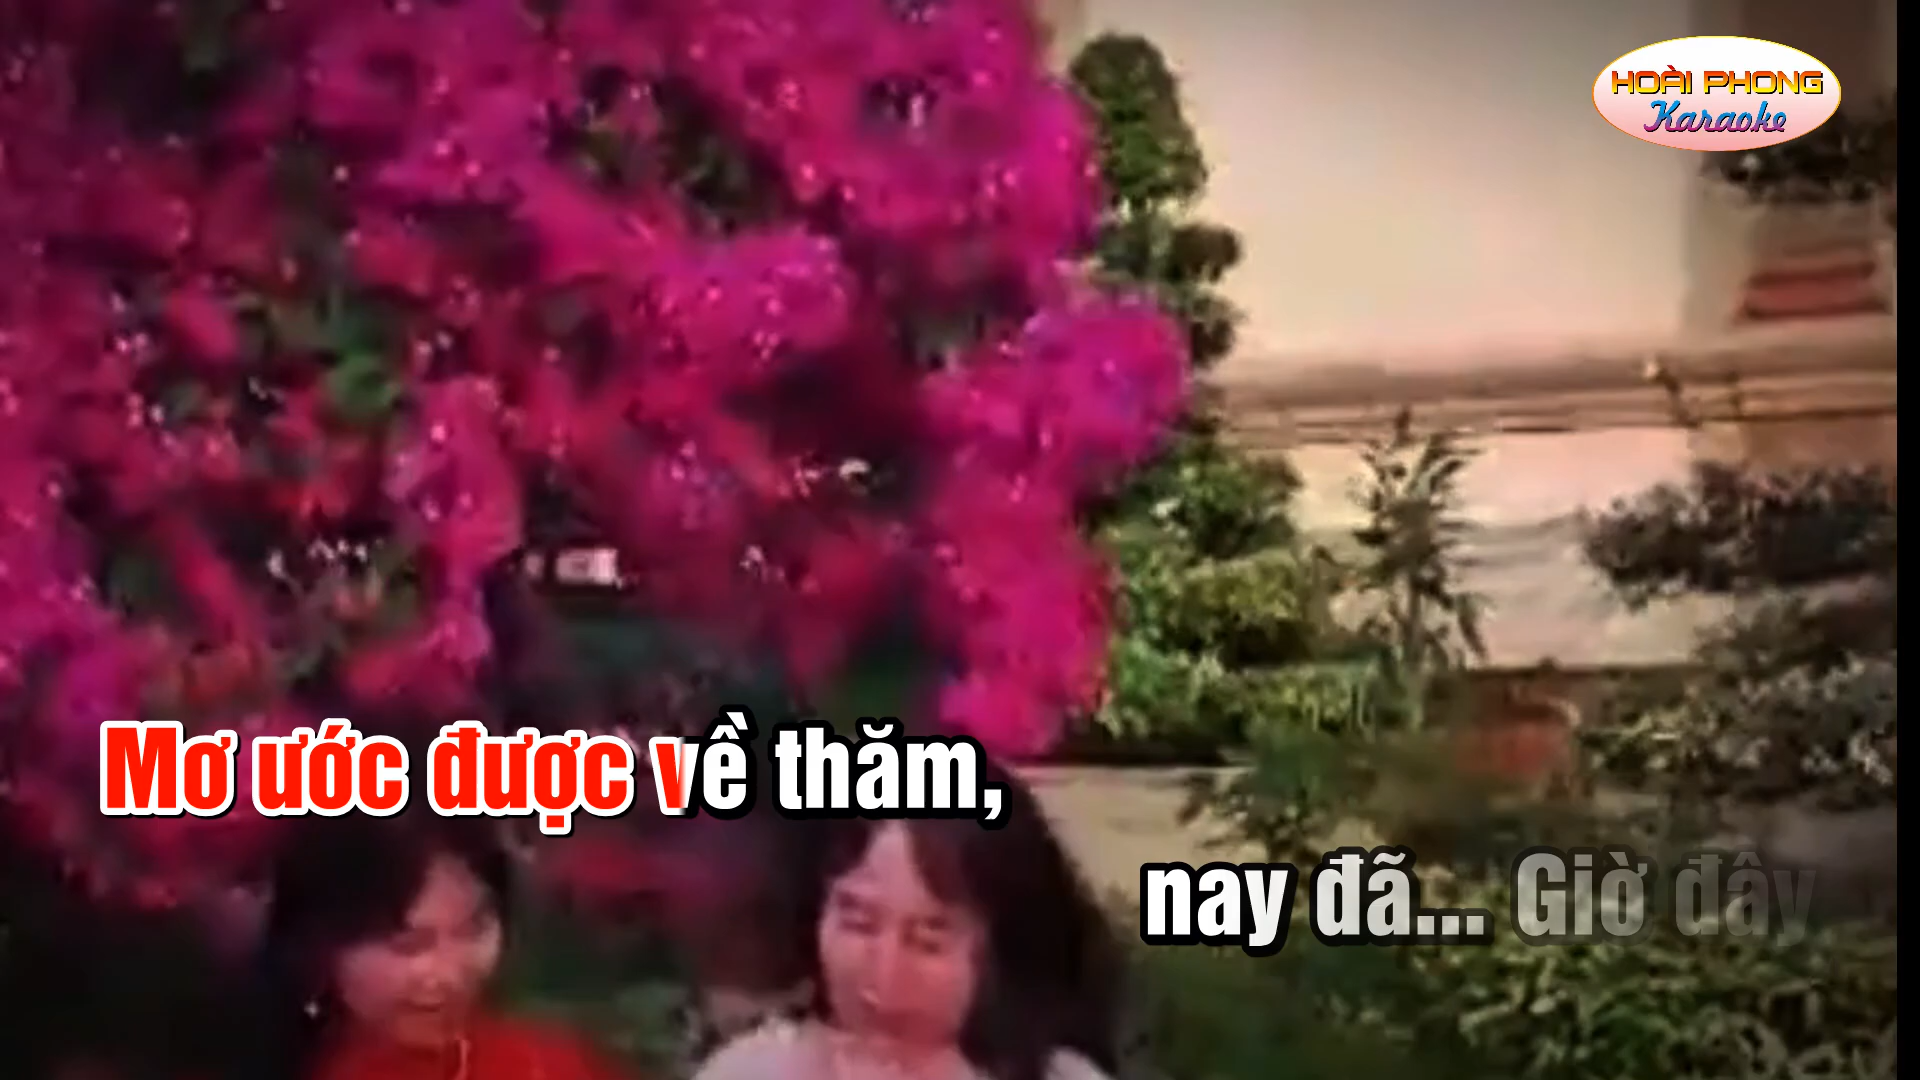 HOÀI PHONG
Karaoke
Mơ ước được về thăm,
nay đã... Giờ đây